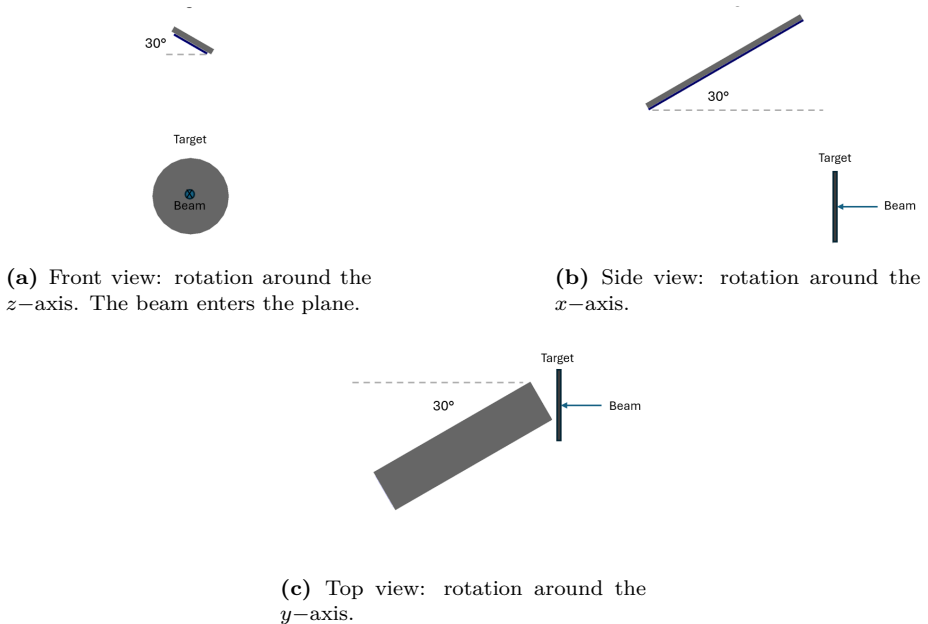 30°
Target
Beam
30°
Target
Beam
(a) Front view: rotation around the
z−axis. The beam enters the plane.
(b) Side view: rotation around the
x−axis.
Target
30°
Beam
(c) Top view: rotation around the
y−axis.